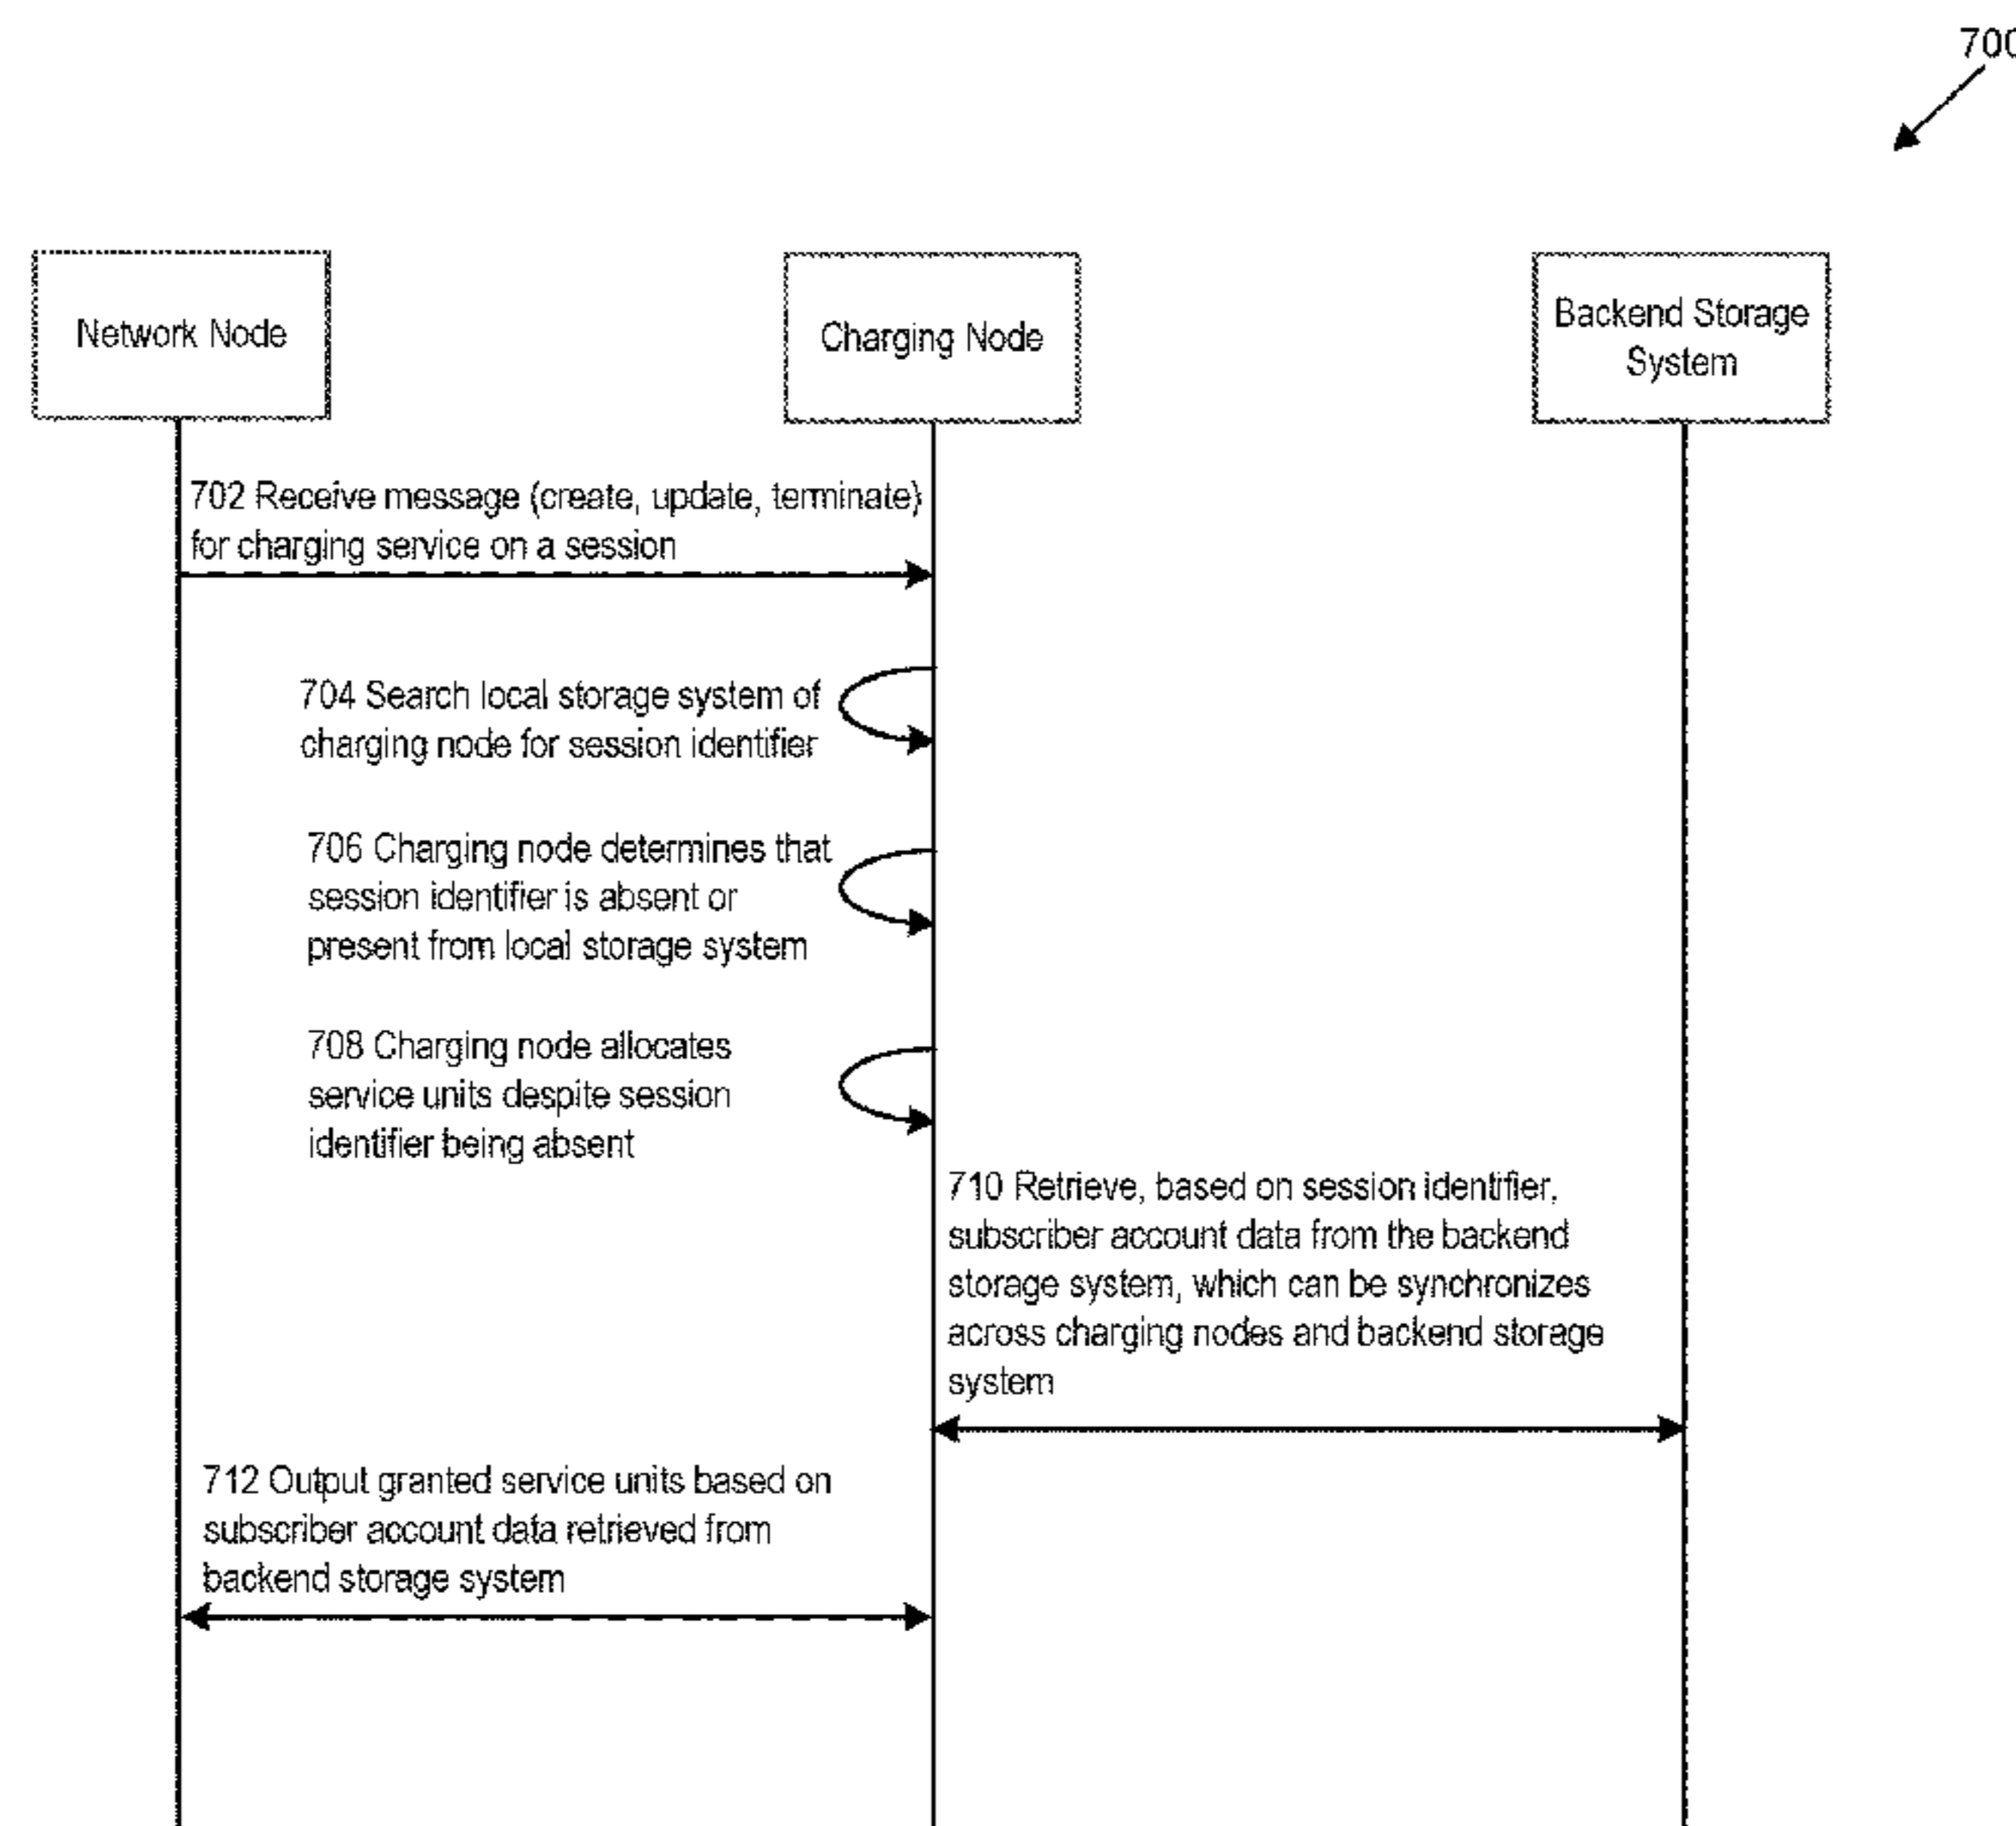 700
Network Node
Charging Node
Backend Storage
System
702 Receive message (create, update, terminate)
for charging service on a session
704 Search local storage system of
charging node for session identifier
706 Charging node determines that
session identifier is absent or
present from local storage system
708 Charging node allocates
service units despite session
identifier being absent
710 Retrieve, based on session identifier,
subscriber account data from the backend
storage system, which can be synchronizes
across charging nodes and backend storage
system
712 Output granted service units based on
subscriber account data retrieved from
backend storage system